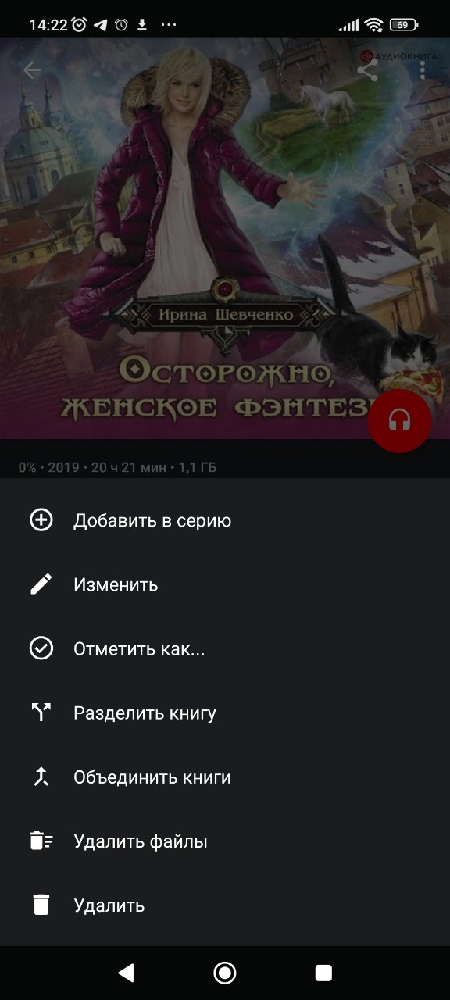 14:22
69
АУДИОКНИГА
Ирина Шевченко
Осторожно,
женское фэнтез
0% • 2019 • 20 ч 21 мин • 1,1 ГБ
Добавить в серию
Изменить
Отметить как...
Разделить книгу
Объединить книги
Удалить файлы
Удалить